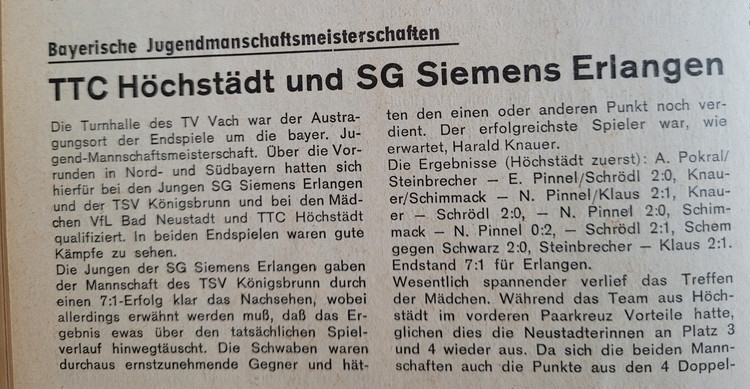 Bayerische Jugendmanschaftsmeisterschaften
TTC Höchstädt und SG Siemens Erlangen
Die Turnhalle des TV Vach war der Austra-
gungsort der Endspiele um die bayer. Ju-
gend-Mannschaftsmeisterschaft. Über die Vor-
runden in Nord- und Südbayern hatten sich
hierfür bei den Jungen SG Siemens Erlangen
und der TSV Königsbrunn und bei den Mäd-
chen VfL Bad Neustadt und TTC Höchstädt
qualifiziert. In beiden Endspielen waren gute
Kämpfe zu sehen.
Die Jungen der SG Siemens Erlangen gaben
der Mannschaft des TSV Königsbrunn durch
einen 7:1-Erfolg klar das Nachsehen, wobei
allerdings erwähnt werden muß, daß das Er-
gebnis ewas über den tatsächlichen Spiel-
verlauf hinwegtäuscht. Die Schwaben waren
durchaus ernstzunehmende Gegner und hät-
ten den einen oder anderen Punkt noch ver-
dient. Der erfolgreichste Spieler war, wie
erwartet, Harald Knauer.
Die Ergebnisse (Höchstädt zuerst): A. Pokral/
Steinbrecher — E. Pinnel/Schrödl 2:0, Knau-
er/Schimmack — N. Pinnel/Klaus 2:1, Knau-
er — Schrödl 2:0, — N. Pinnel 2:0, Schim-
mack — N. Pinnel 0:2, — Schrödl 2:1, Schem
gegen Schwarz 2:0, Steinbrecher — Klaus 2:1.
Endstand 7:1 für Erlangen.
Wesentlich spannender verlief das Treffen
der Mädchen. Während das Team aus Höch-
städt im vorderen Paarkreuz Vorteile hatte,
glichen dies die Neustadterinnen an Platz 3
und 4 wieder aus. Da sich die beiden Mann-
schaften auch die Punkte aus den 4 Doppel-